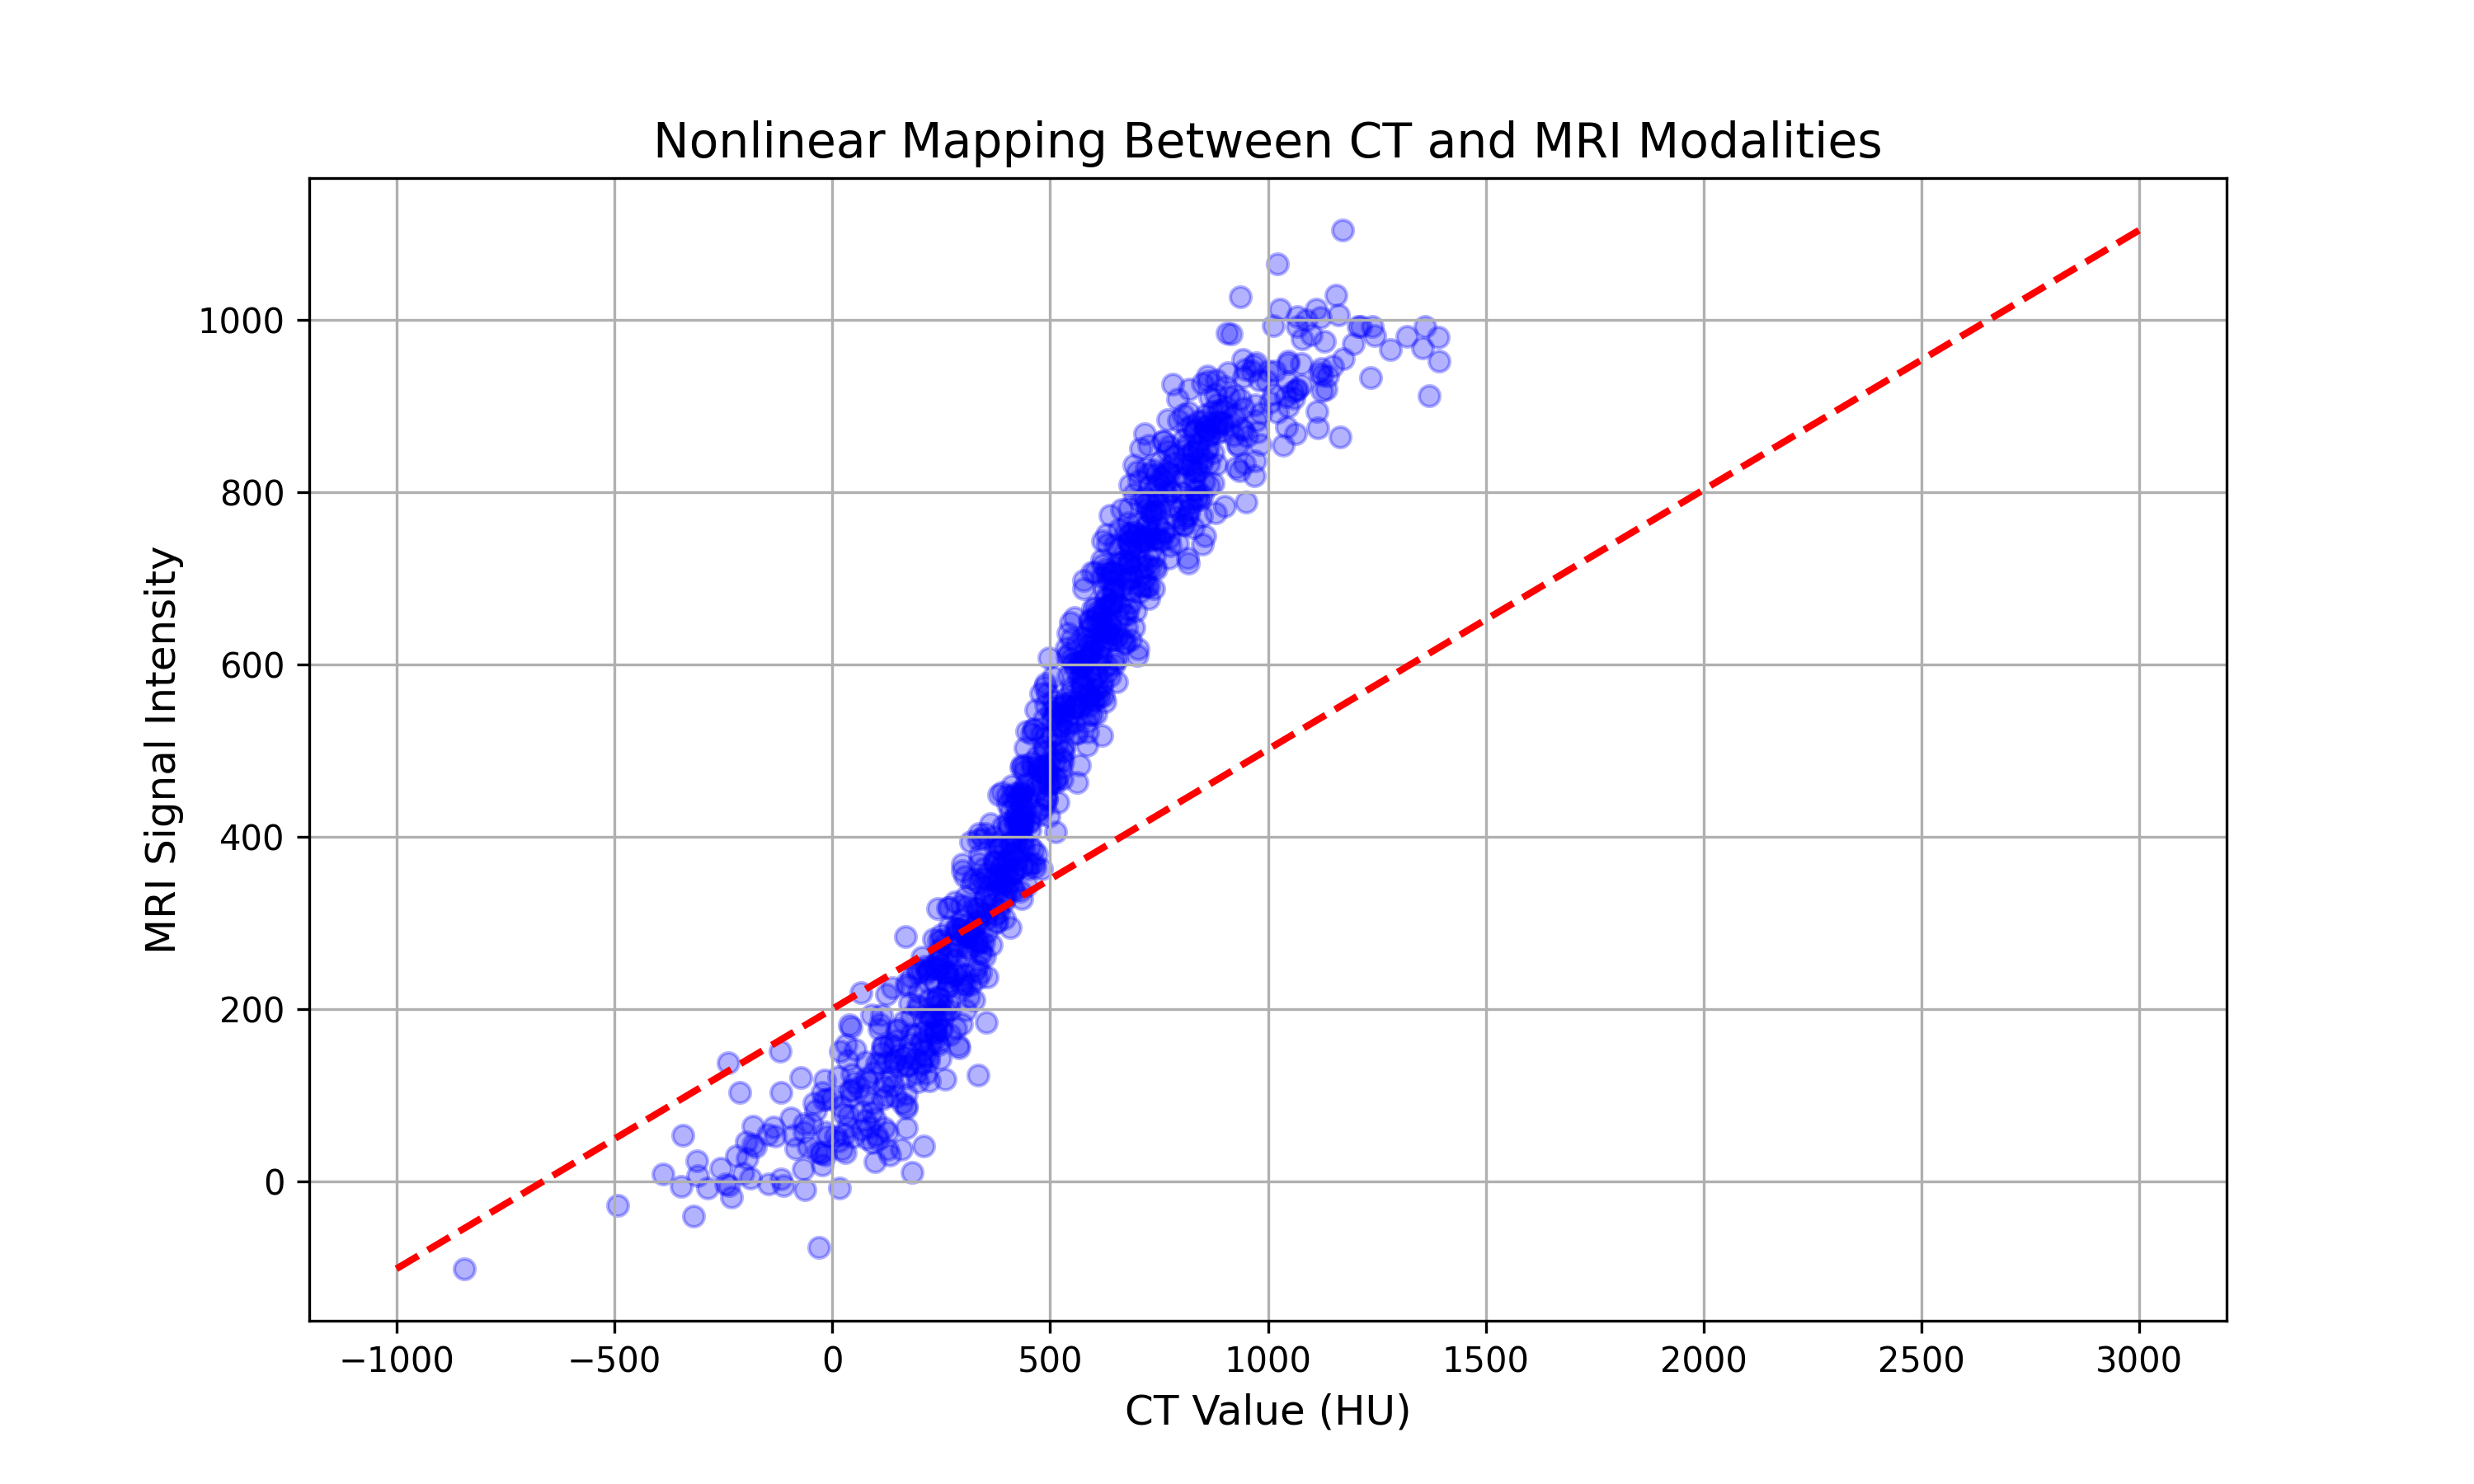 Nonlinear Mapping Between CT and MRI Modalities
MRI Signal Intensity
1000
800
600
400
200
0
−1000 −500 0 500 1000 1500 2000 2500 3000
CT Value (HU)